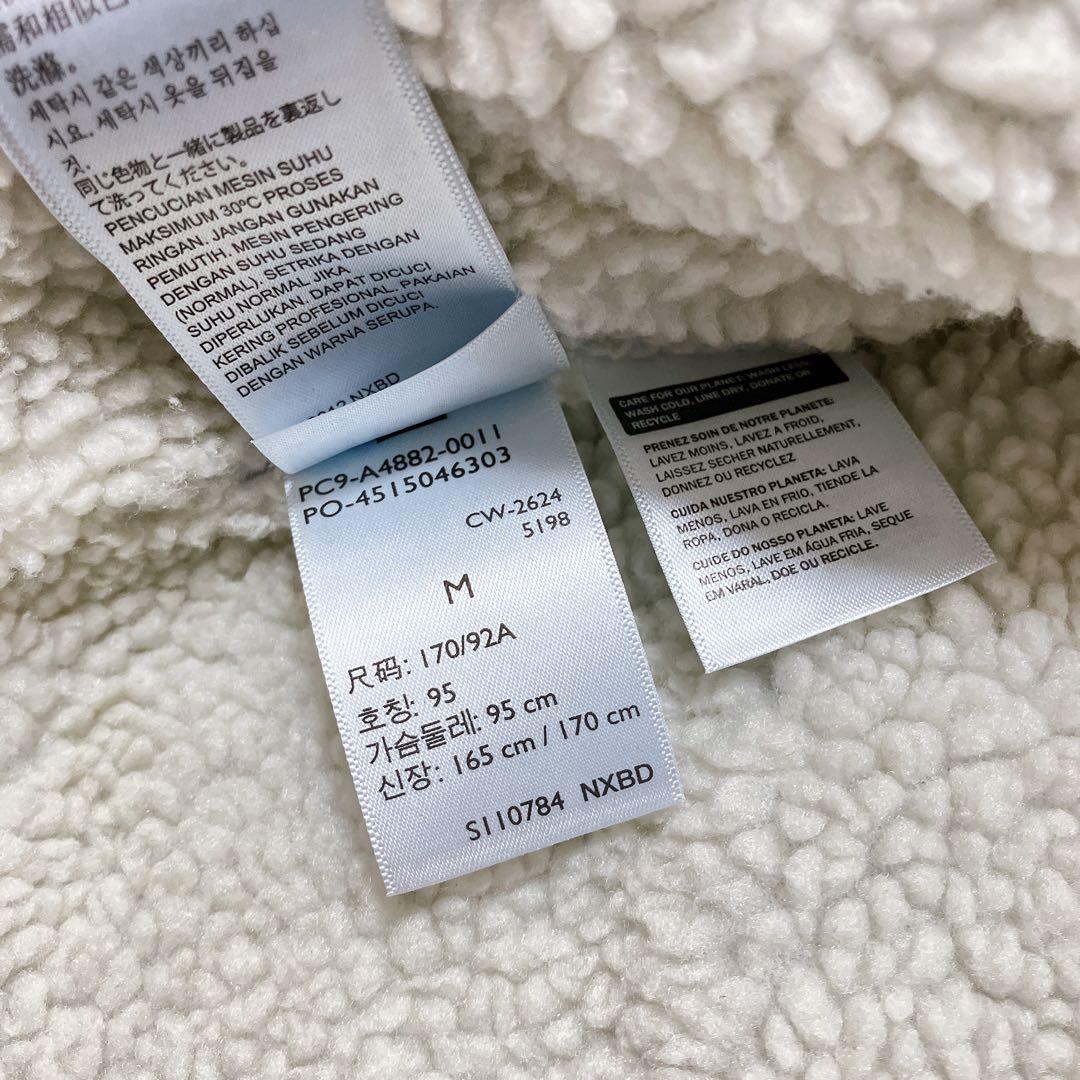 需和相似色
洗滌。
세탁시 같은 색상끼리 하십
시요. 세탁시 옷을 뒤집을
것.
同じ色物と一緒に製品を裏返し
て洗ってください。
PENCUCIAN MESIN SUHU
MAKSIMUM 30°C PROSES
RINGAN. JANGAN GUNAKAN
PEMUTIH. MESIN PENGERING
DENGAN SUHU SEDANG
(NORMAL). SETRIKA DENGAN
SUHU NORMAL. JIKA
DIPERLUKAN, DAPAT DICUCI
KERING PROFESIONAL. PAKAIAN
DIBALIK SEBELUM DICUCI
DENGAN WARNA SERUPA.
NXBD
PC9-A4882-0011
PO-4515046303
CW-2624
5198
M
尺码: 170/92A
호칭: 95
가슴둘레: 95 cm
신장: 165 cm / 170 cm
S110784 NXBD
CARE FOR OUR PLANET: WASH LESS,
WASH COLD, LINE DRY, DONATE OR
RECYCLE
PRENEZ SOIN DE NOTRE PLANETE:
LAVEZ MOINS, LAVEZ A FROID,
LAISSEZ SECHER NATURELLEMENT,
DONNEZ OU RECYCLEZ
CUIDA NUESTRO PLANETA: LAVA
MENOS, LAVA EN FRIO, TIENDE LA
ROPA, DONA O RECICLA.
CUIDE DO NOSSO PLANETA: LAVE
MENOS, LAVE EM ÁGUA FRIA, SEQUE
EM VARAL, DOE OU RECICLE.